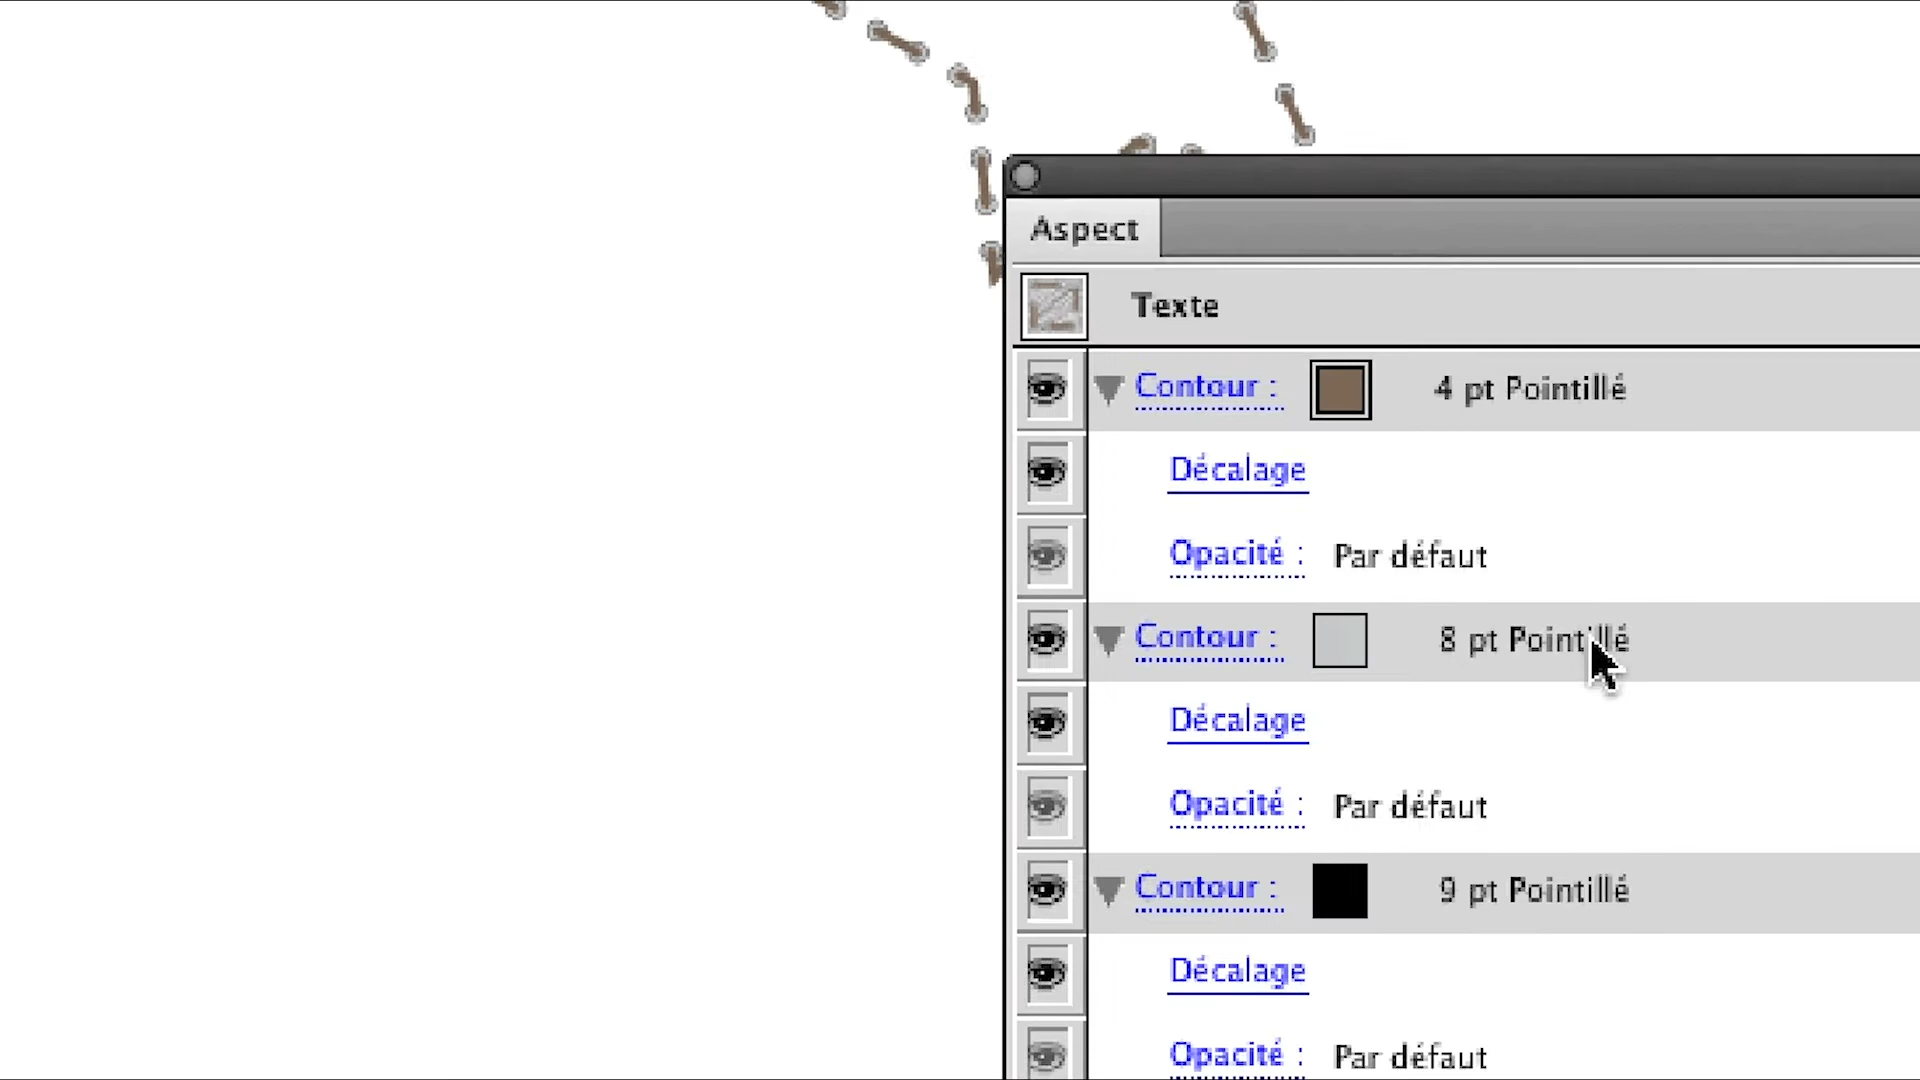 Aspect
Texte
Contour : 4 pt Pointillé
Décalage
Opacité : Par défaut
Contour : 8 pt Pointillé
Décalage
Opacité : Par défaut
Contour : 9 pt Pointillé
Décalage
Opacité : Par défaut